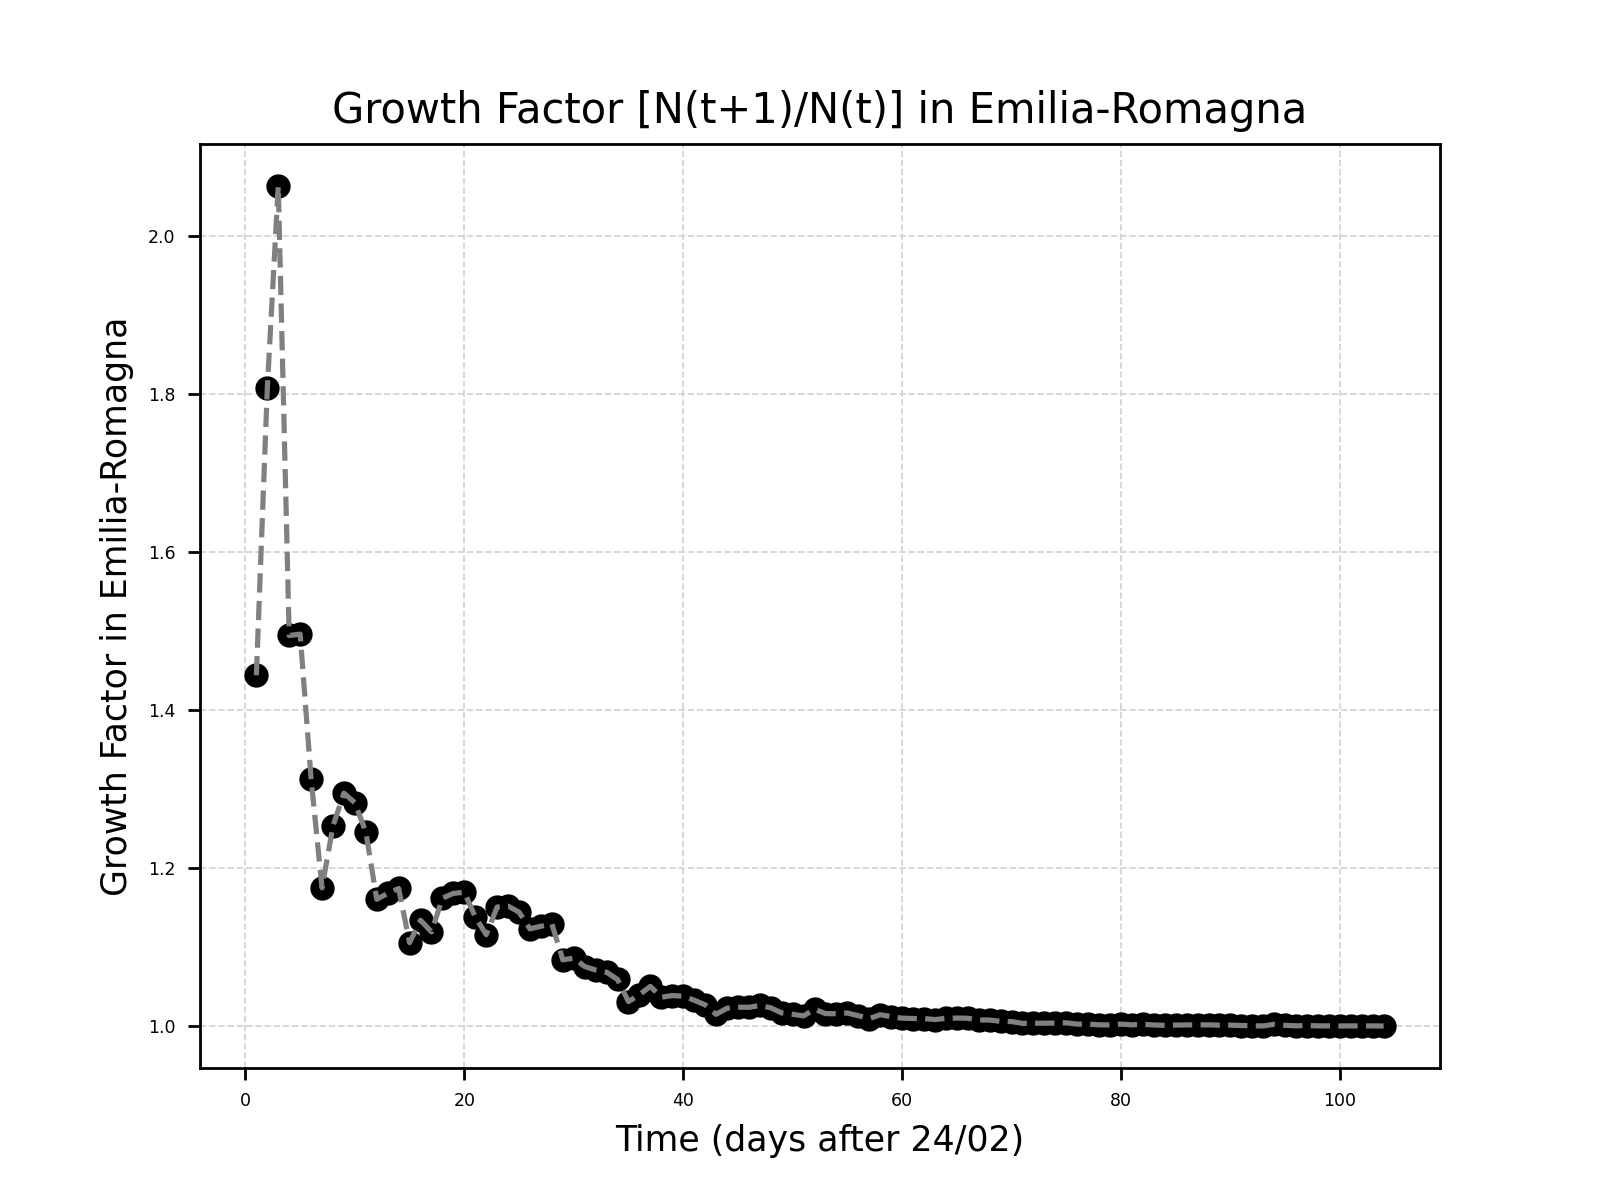 Growth Factor [N(t+1)/N(t)] in Emilia-Romagna
Growth Factor in Emilia-Romagna
2.0
1.8
1.6
1.4
1.2
1.0
0 20 40 60 80 100
Time (days after 24/02)